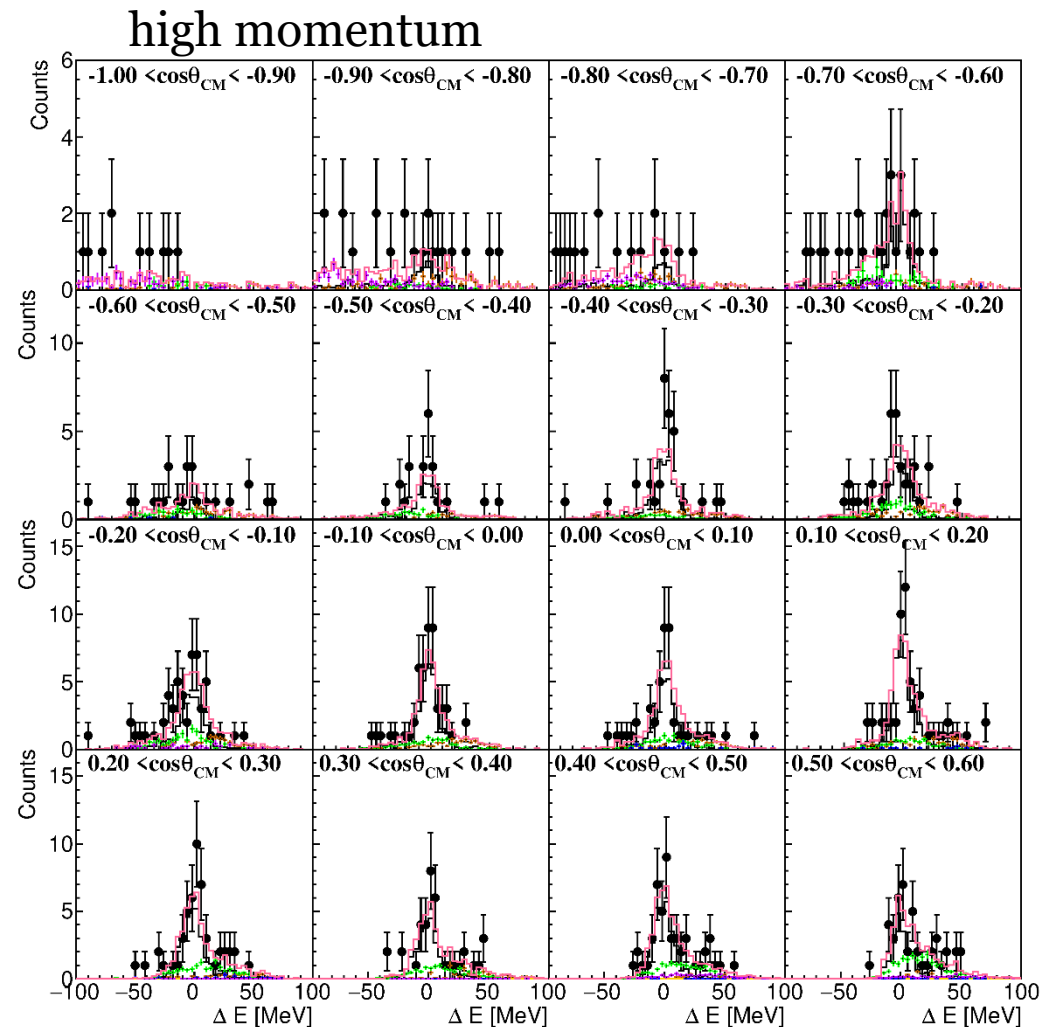 high momentum
Counts
6
4
2
0
-1.00 <cosθCM< -0.90
-0.90 <cosθCM< -0.80
-0.80 <cosθCM< -0.70
-0.70 <cosθCM< -0.60
Counts
10
5
0
-0.60 <cosθCM< -0.50
-0.50 <cosθCM< -0.40
-0.40 <cosθCM< -0.30
-0.30 <cosθCM< -0.20
Counts
15
10
5
0
-0.20 <cosθCM< -0.10
-0.10 <cosθCM< 0.00
0.00 <cosθCM< 0.10
0.10 <cosθCM< 0.20
Counts
15
10
5
0
0.20 <cosθCM< 0.30
0.30 <cosθCM< 0.40
0.40 <cosθCM< 0.50
0.50 <cosθCM< 0.60
−100 −50 0 50 100 −50 0 50 100 −50 0 50 100 −50 0 50 100
Δ E [MeV] Δ E [MeV] Δ E [MeV] Δ E [MeV]